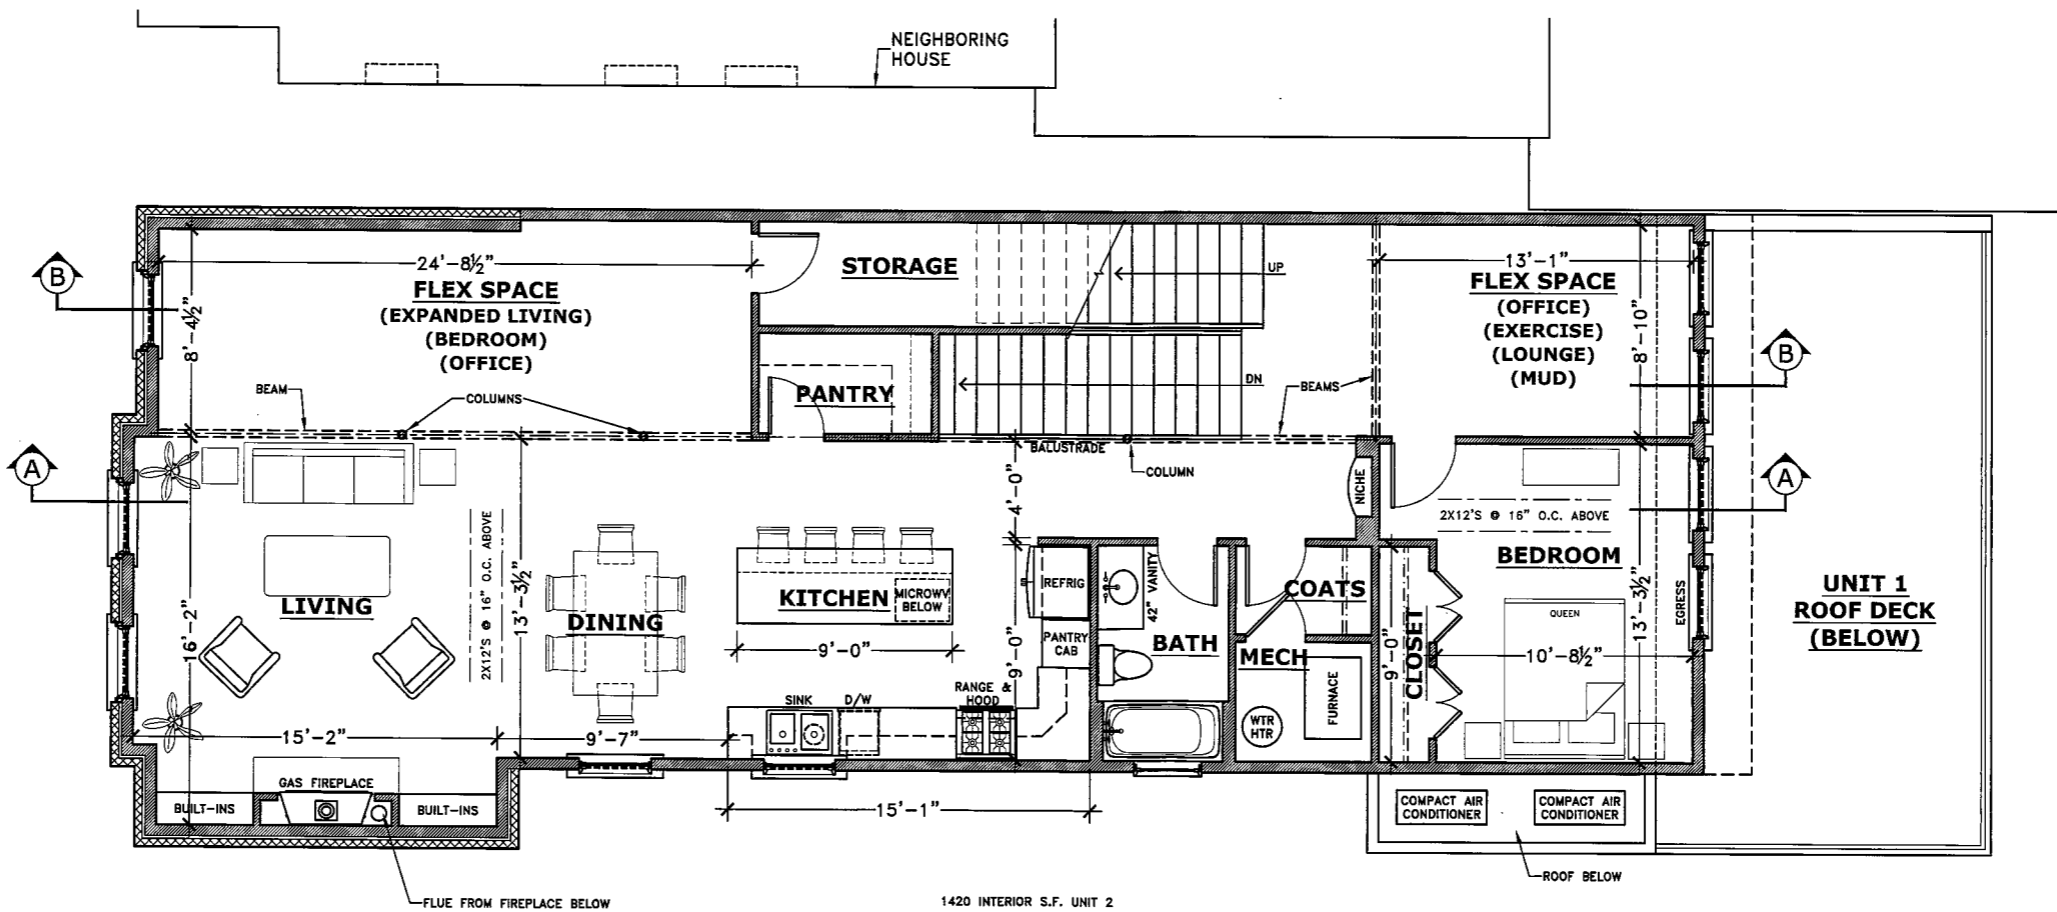 NEIGHBORING
HOUSE
B
24'-8½"
FLEX SPACE
(EXPANDED LIVING)
(BEDROOM)
(OFFICE)
8'-4½"
BEAM
COLUMNS
STORAGE
UP
PANTRY
DN
BEAMS
13'-1"
FLEX SPACE
(OFFICE)
(EXERCISE)
(LOUNGE)
(MUD)
8'-10"
B
A
BALUSTRADE
COLUMN
NICHE
4'-0"
2X12'S @ 16" O.C. ABOVE
A
LIVING
16'-2"
2X12'S @ 16" O.C. ABOVE
13'-3½"
DINING
KITCHEN
MICROWV
BELOW
9'-0"
REFRIG
PANTRY
CAB
9'-0"
42" VANITY
BATH
COATS
MECH
FURNACE
WTR
HTR
CLOSET
9'-0"
BEDROOM
QUEEN
13'-3½"
EGRESS
10'-8½"
UNIT 1
ROOF DECK
(BELOW)
SINK
D/W
RANGE &
HOOD
15'-2"
9'-7"
GAS FIREPLACE
BUILT-INS
BUILT-INS
15'-1"
COMPACT AIR
CONDITIONER
COMPACT AIR
CONDITIONER
ROOF BELOW
FLUE FROM FIREPLACE BELOW
1420 INTERIOR S.F. UNIT 2